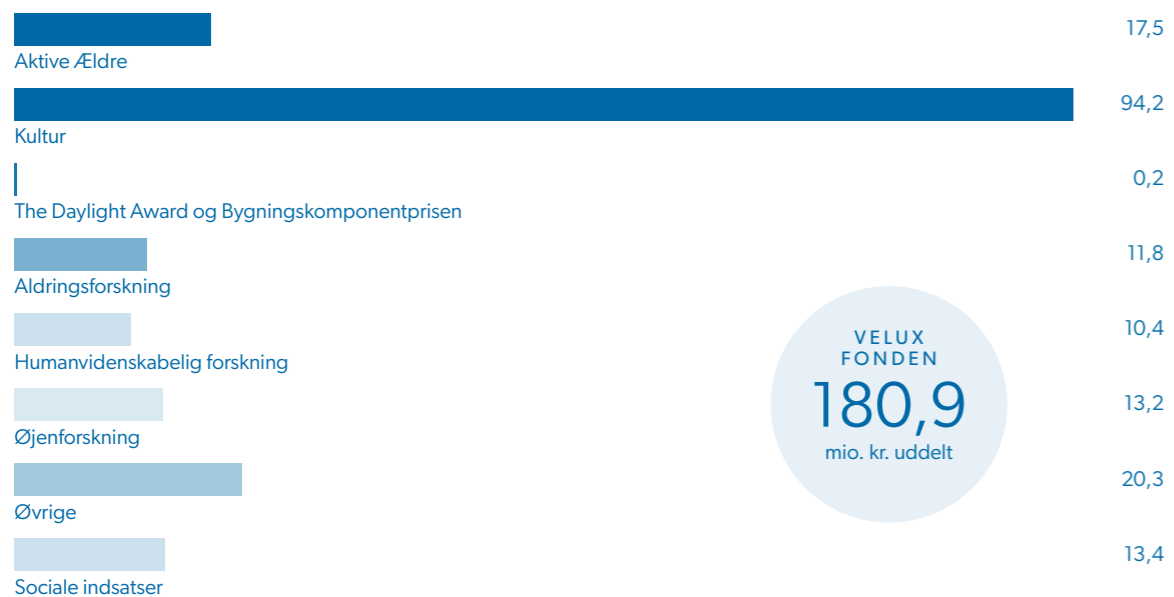 17,5
Aktive Ældre
94,2
Kultur
0,2
The Daylight Award og Bygningskomponentprisen
11,8
Aldringsforskning
10,4
Humanvidenskabelig forskning
13,2
Øjenforskning
20,3
Øvrige
13,4
Sociale indsatser
VELUX
FONDEN
180,9
mio. kr. uddelt